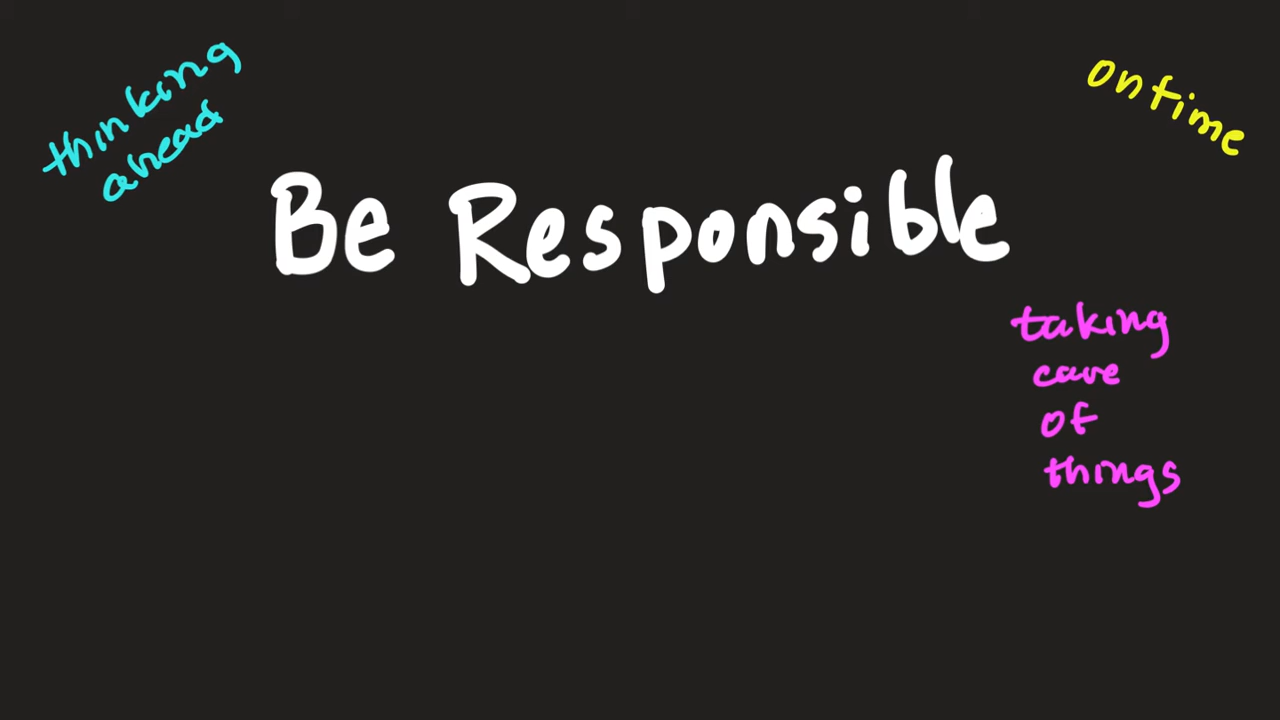 thinking
ahead
on time
Be Responsible
taking
care
of
things